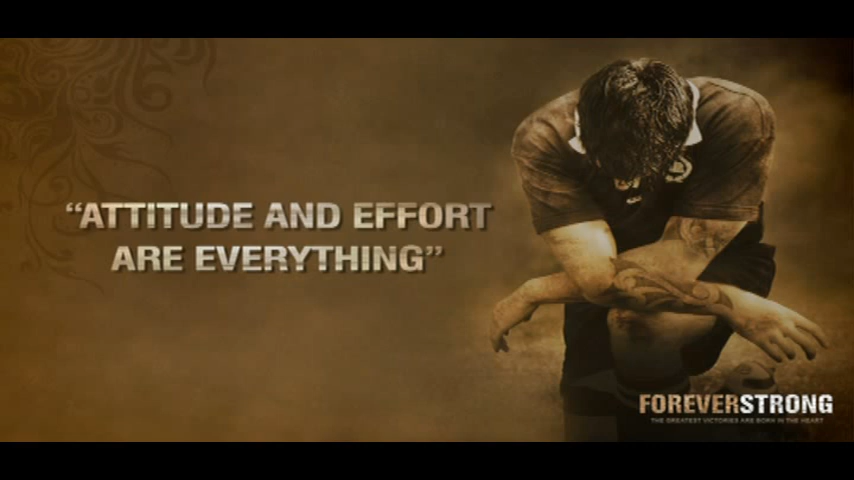 “ATTITUDE AND EFFORT
ARE EVERYTHING”
FOREVERSTRONG
THE GREATEST VICTORIES ARE BORN IN THE HEART